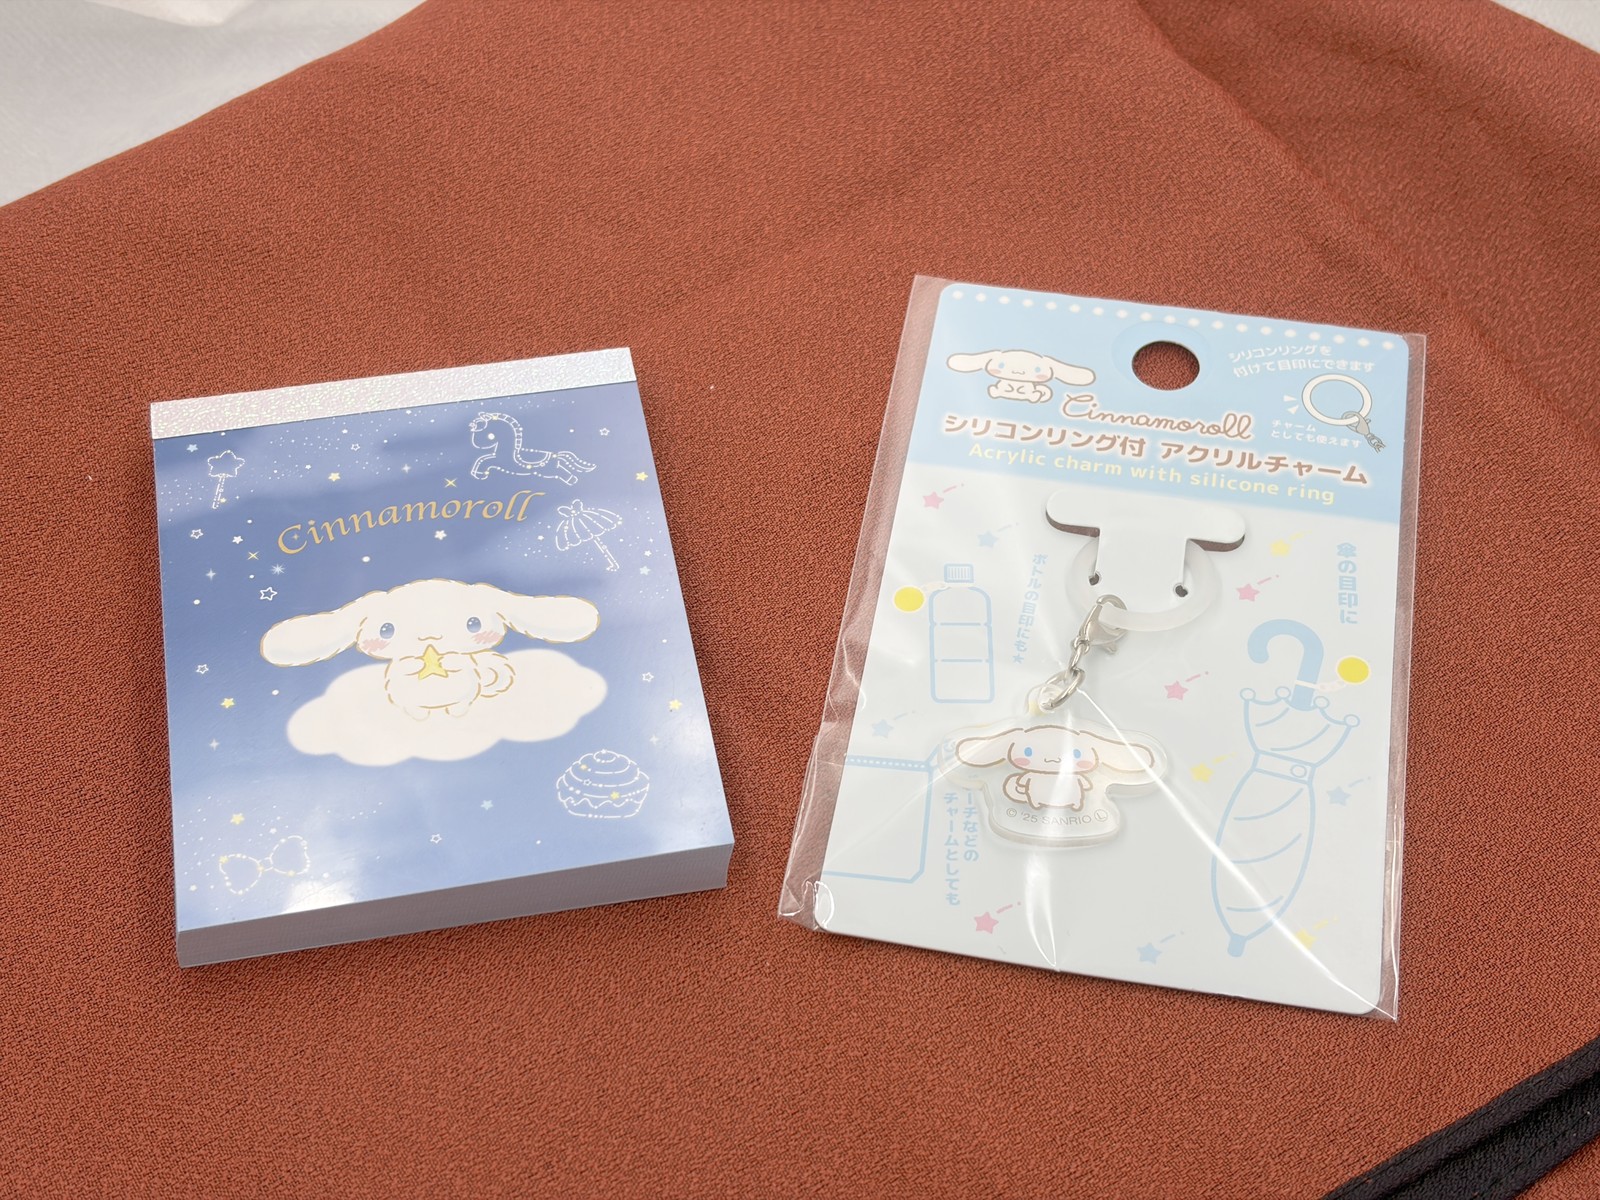 Cinnamoroll
シリコンリングを
付けて目印にできます
チャーム
としても使えます
Cinnamoroll
シリコンリング付 アクリルチャーム
Acrylic charm with silicone ring
ボトルの目印にも★
傘の目印に
ーチなどの
チャームとしても
© '25 SANRIO Ⓛ